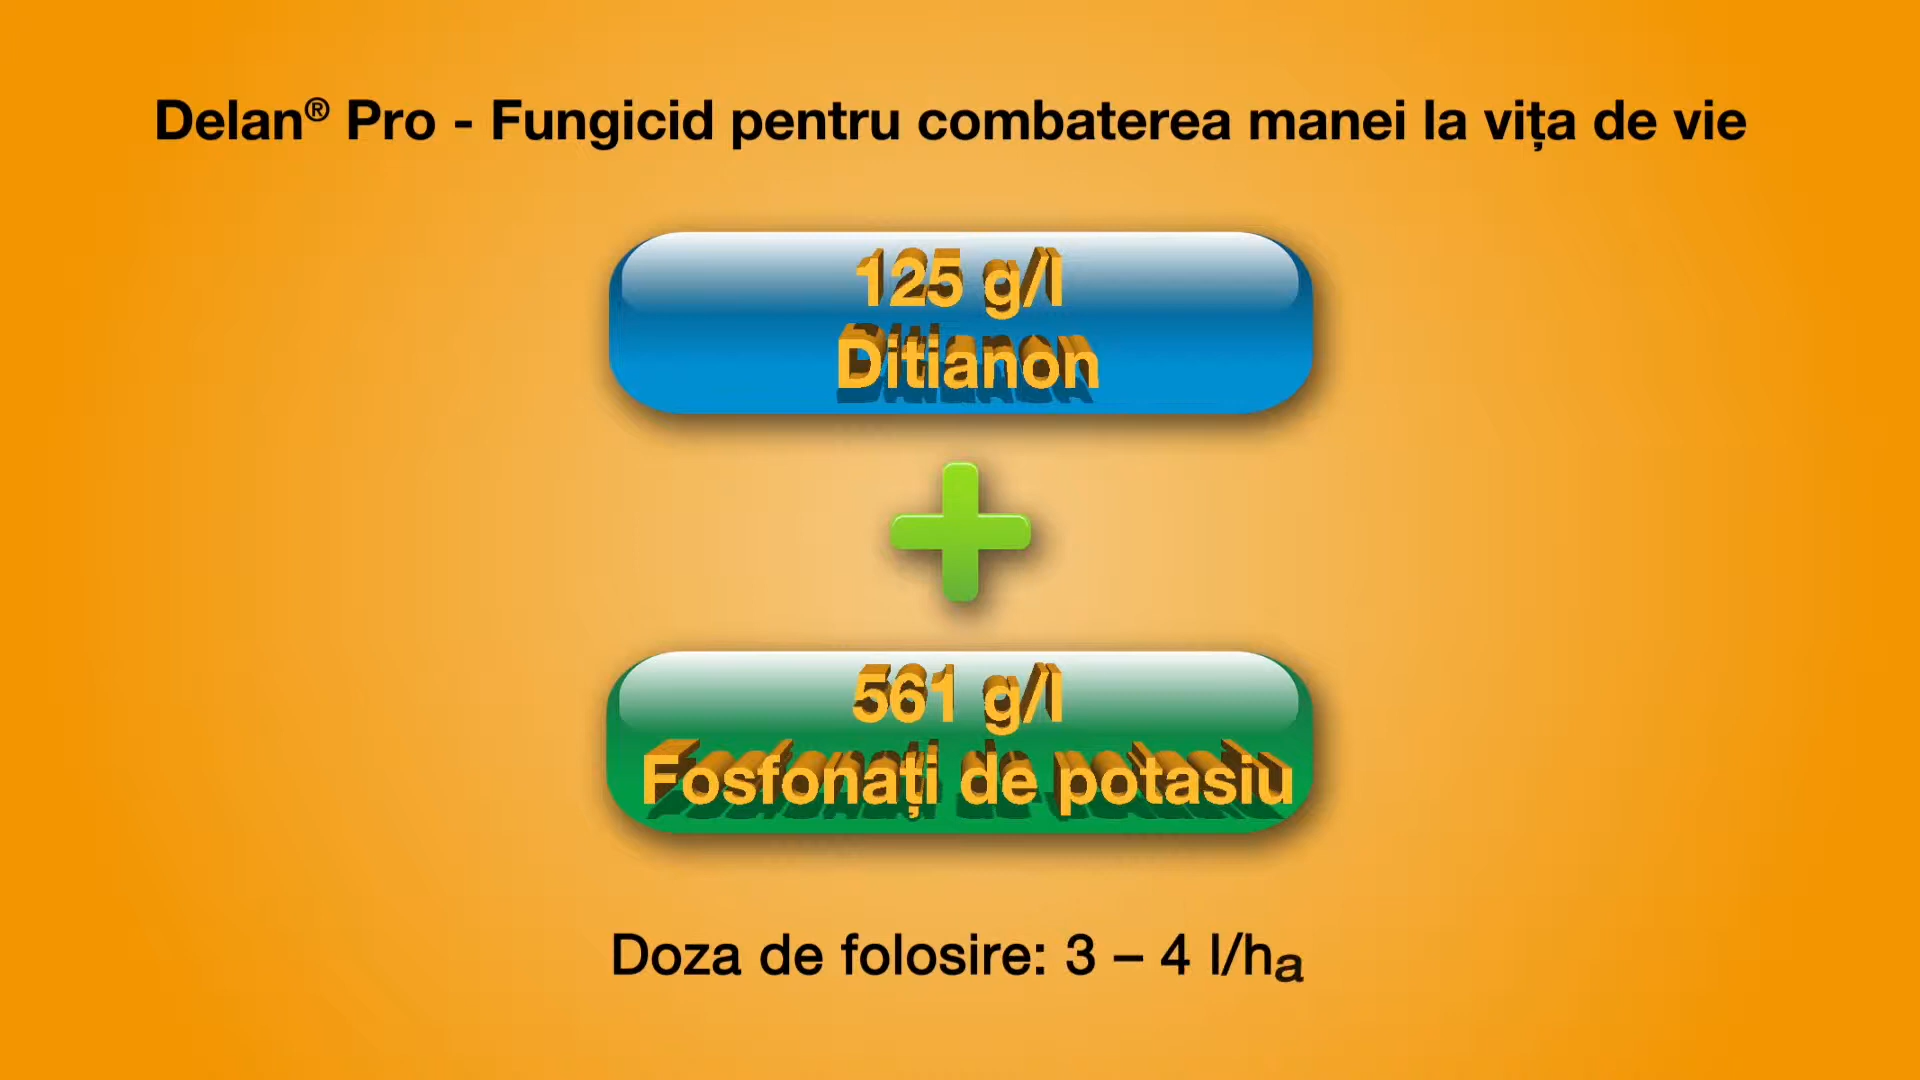 Delan® Pro - Fungicid pentru combaterea manei la vița de vie
125 g/l
Ditianon
561 g/l
Fosfonați de potasiu
Doza de folosire: 3 – 4 l/ha